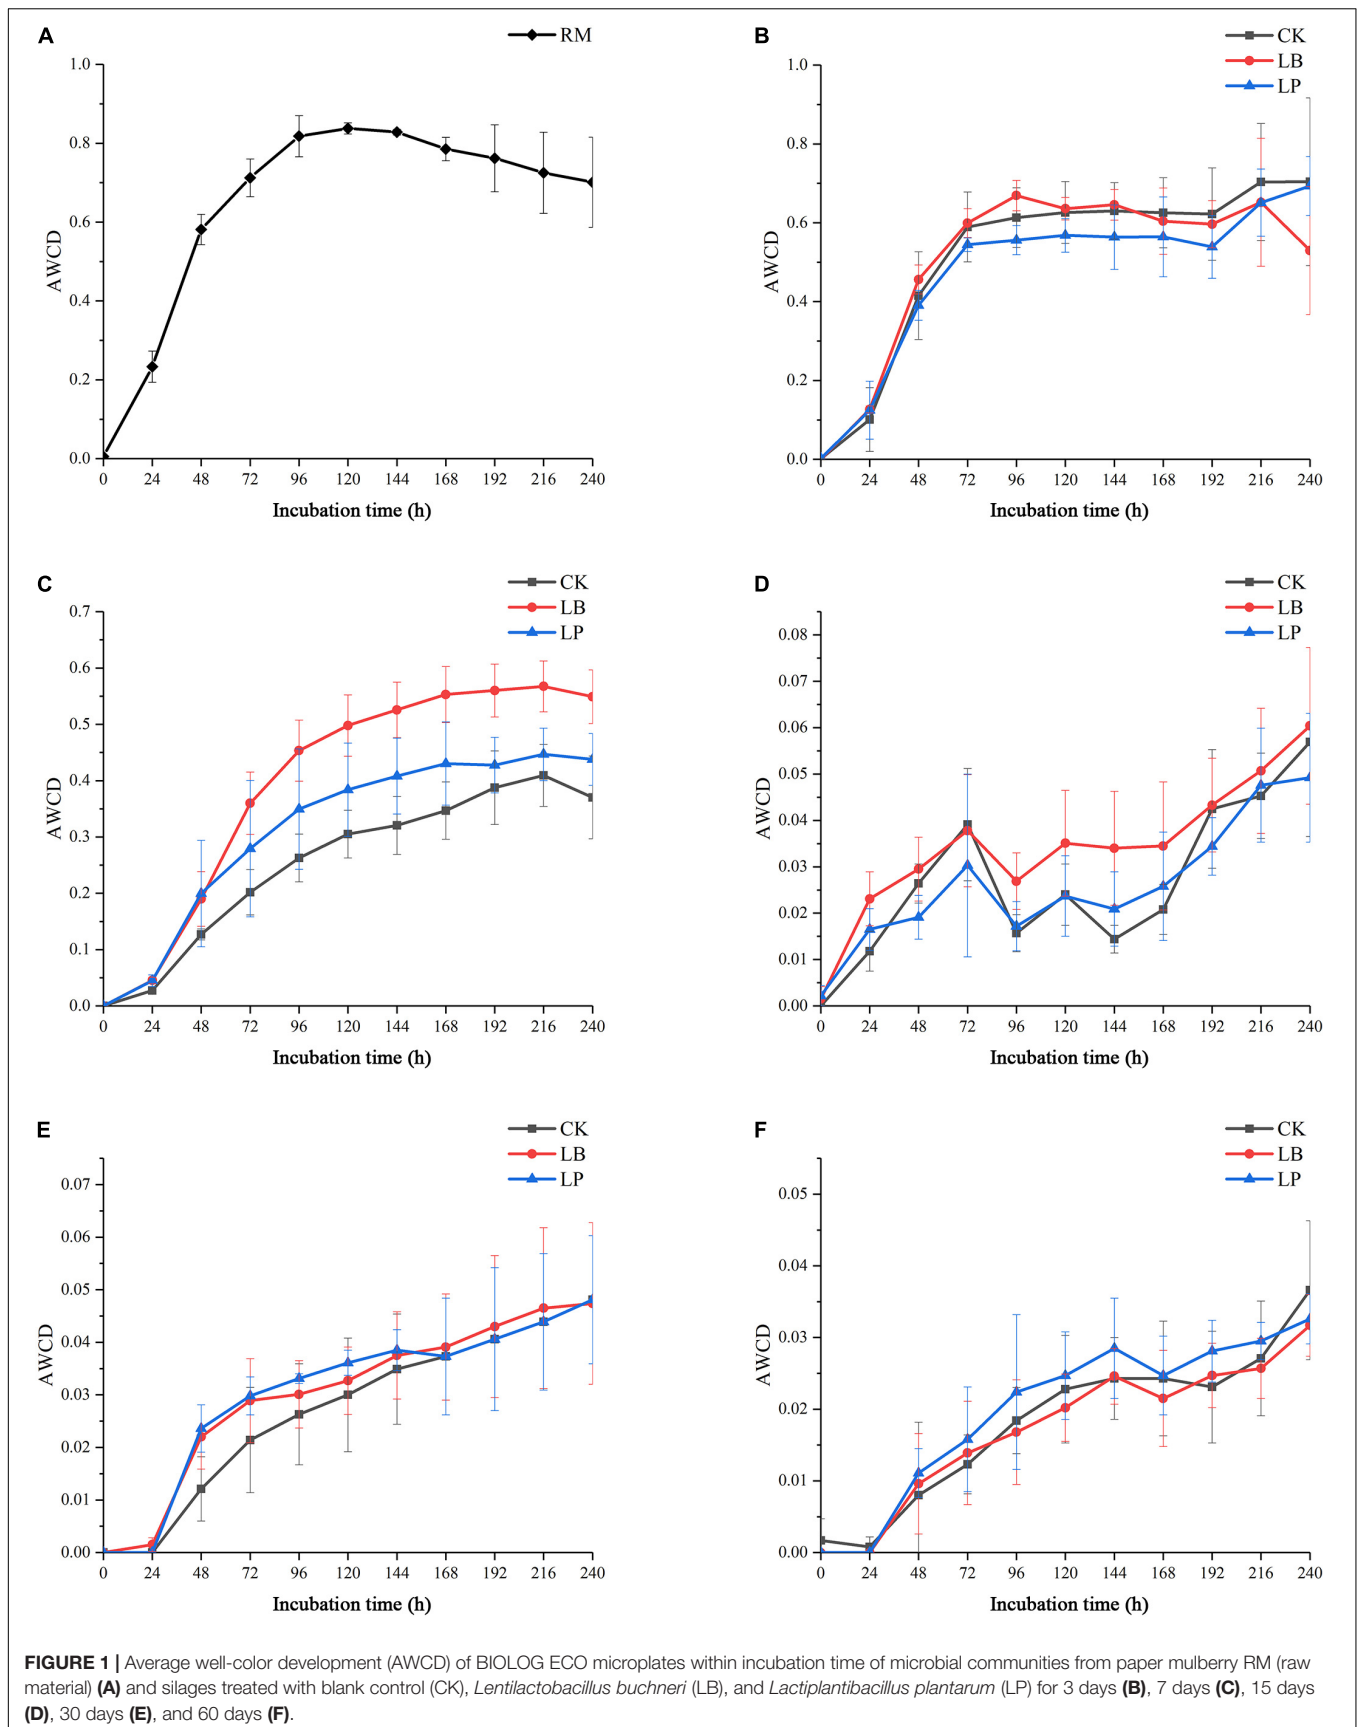 A
RM
1.0
0.8
0.6
0.4
0.2
0.0
AWCD
0 24 48 72 96 120 144 168 192 216 240
Incubation time (h)
B
CK
LB
LP
1.0
0.8
0.6
0.4
0.2
0.0
AWCD
0 24 48 72 96 120 144 168 192 216 240
Incubation time (h)
C
CK
LB
LP
0.7
0.6
0.5
0.4
0.3
0.2
0.1
0.0
AWCD
0 24 48 72 96 120 144 168 192 216 240
Incubation time (h)
D
CK
LB
LP
0.08
0.07
0.06
0.05
0.04
0.03
0.02
0.01
0.00
AWCD
0 24 48 72 96 120 144 168 192 216 240
Incubation time (h)
E
CK
LB
LP
0.07
0.06
0.05
0.04
0.03
0.02
0.01
0.00
AWCD
0 24 48 72 96 120 144 168 192 216 240
Incubation time (h)
F
CK
LB
LP
0.05
0.04
0.03
0.02
0.01
0.00
AWCD
0 24 48 72 96 120 144 168 192 216 240
Incubation time (h)
FIGURE 1 | Average well-color development (AWCD) of BIOLOG ECO microplates within incubation time of microbial communities from paper mulberry RM (raw
material) (A) and silages treated with blank control (CK), Lentilactobacillus buchneri (LB), and Lactiplantibacillus plantarum (LP) for 3 days (B), 7 days (C), 15 days
(D), 30 days (E), and 60 days (F).